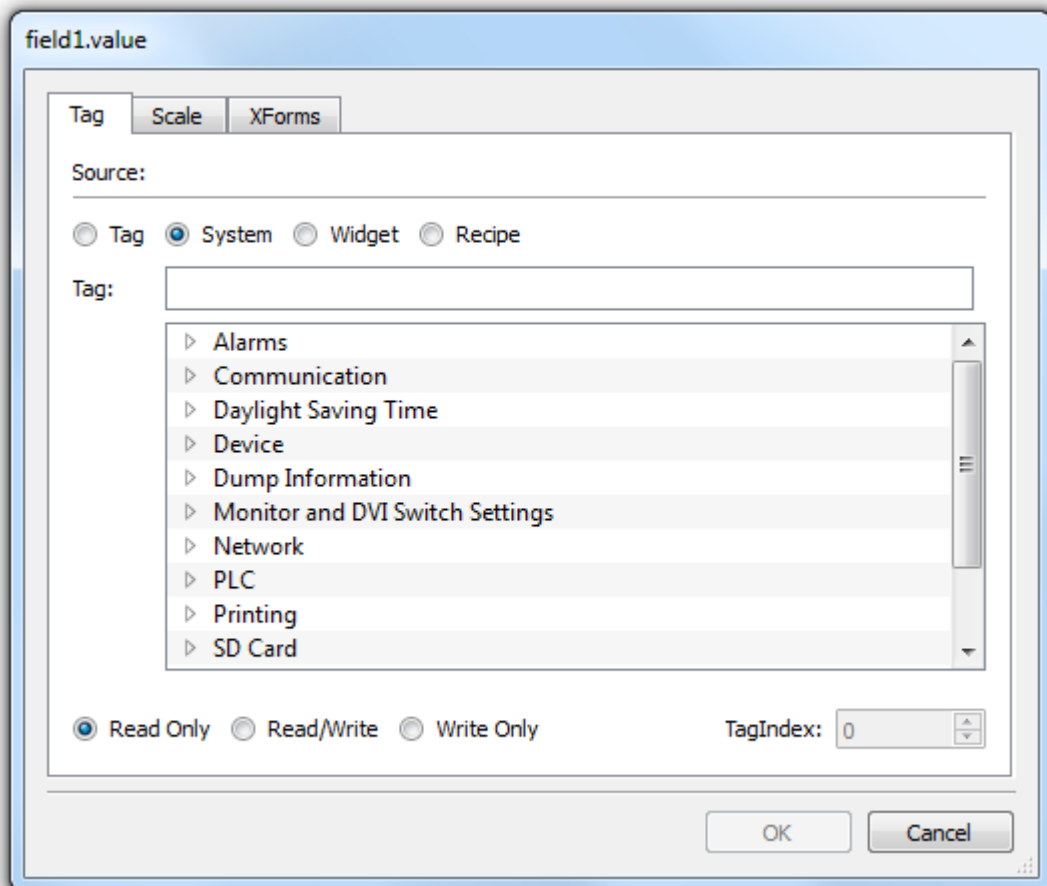 field1.value
Tag Scale XForms
Source:
Tag System Widget Recipe
Tag:
Alarms
Communication
Daylight Saving Time
Device
Dump Information
Monitor and DVI Switch Settings
Network
PLC
Printing
SD Card
Read Only Read/Write Write Only TagIndex: 0
OK Cancel